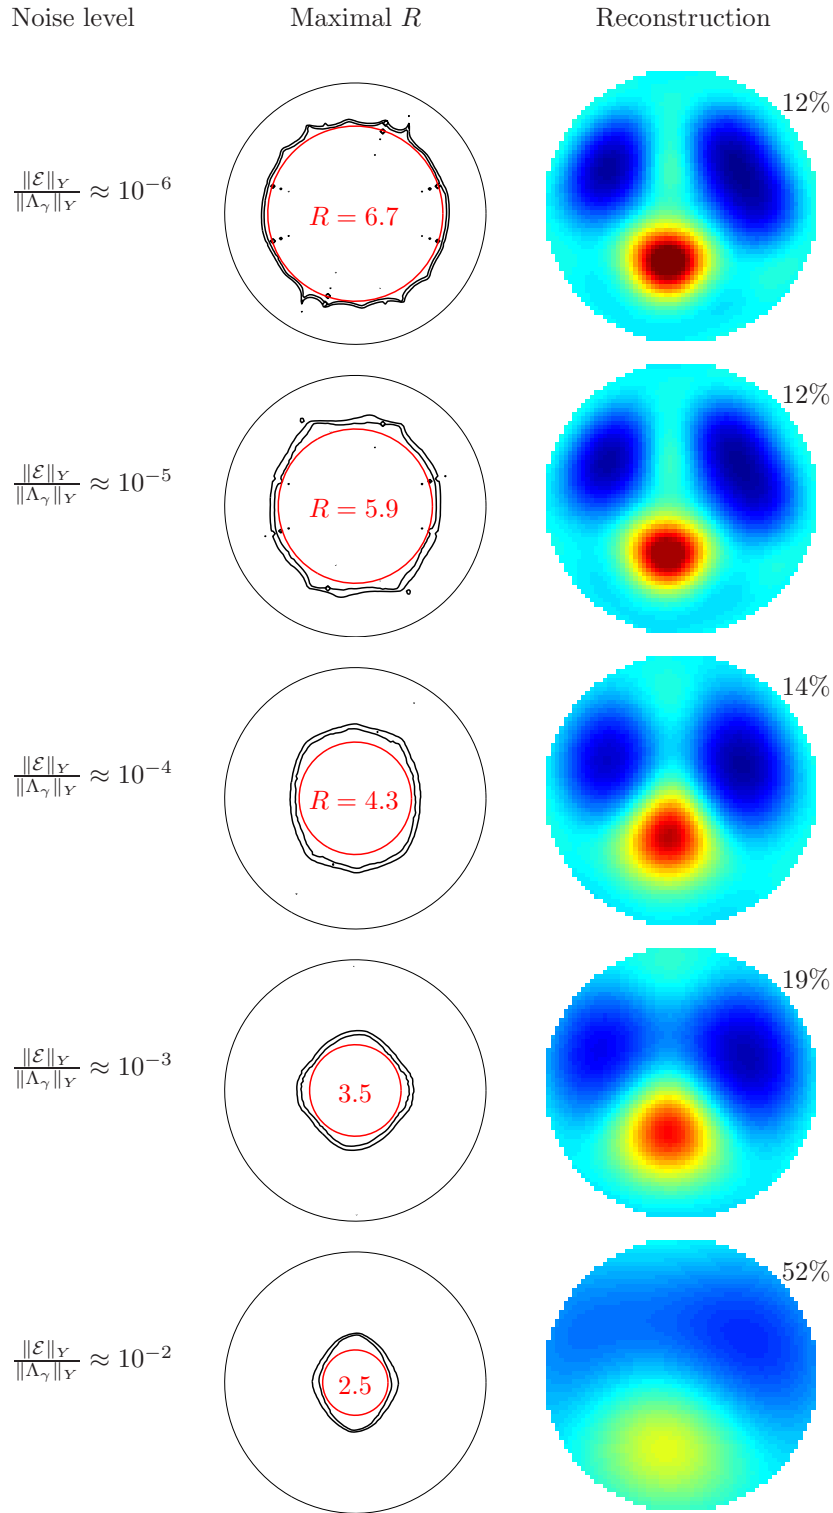 Noise level Maximal R Reconstruction
12%
‖ℰ‖_Y / ‖Λ_γ‖_Y ≈ 10⁻⁶ R = 6.7
12%
‖ℰ‖_Y / ‖Λ_γ‖_Y ≈ 10⁻⁵ R = 5.9
14%
‖ℰ‖_Y / ‖Λ_γ‖_Y ≈ 10⁻⁴ R = 4.3
19%
‖ℰ‖_Y / ‖Λ_γ‖_Y ≈ 10⁻³ 3.5
52%
‖ℰ‖_Y / ‖Λ_γ‖_Y ≈ 10⁻² 2.5